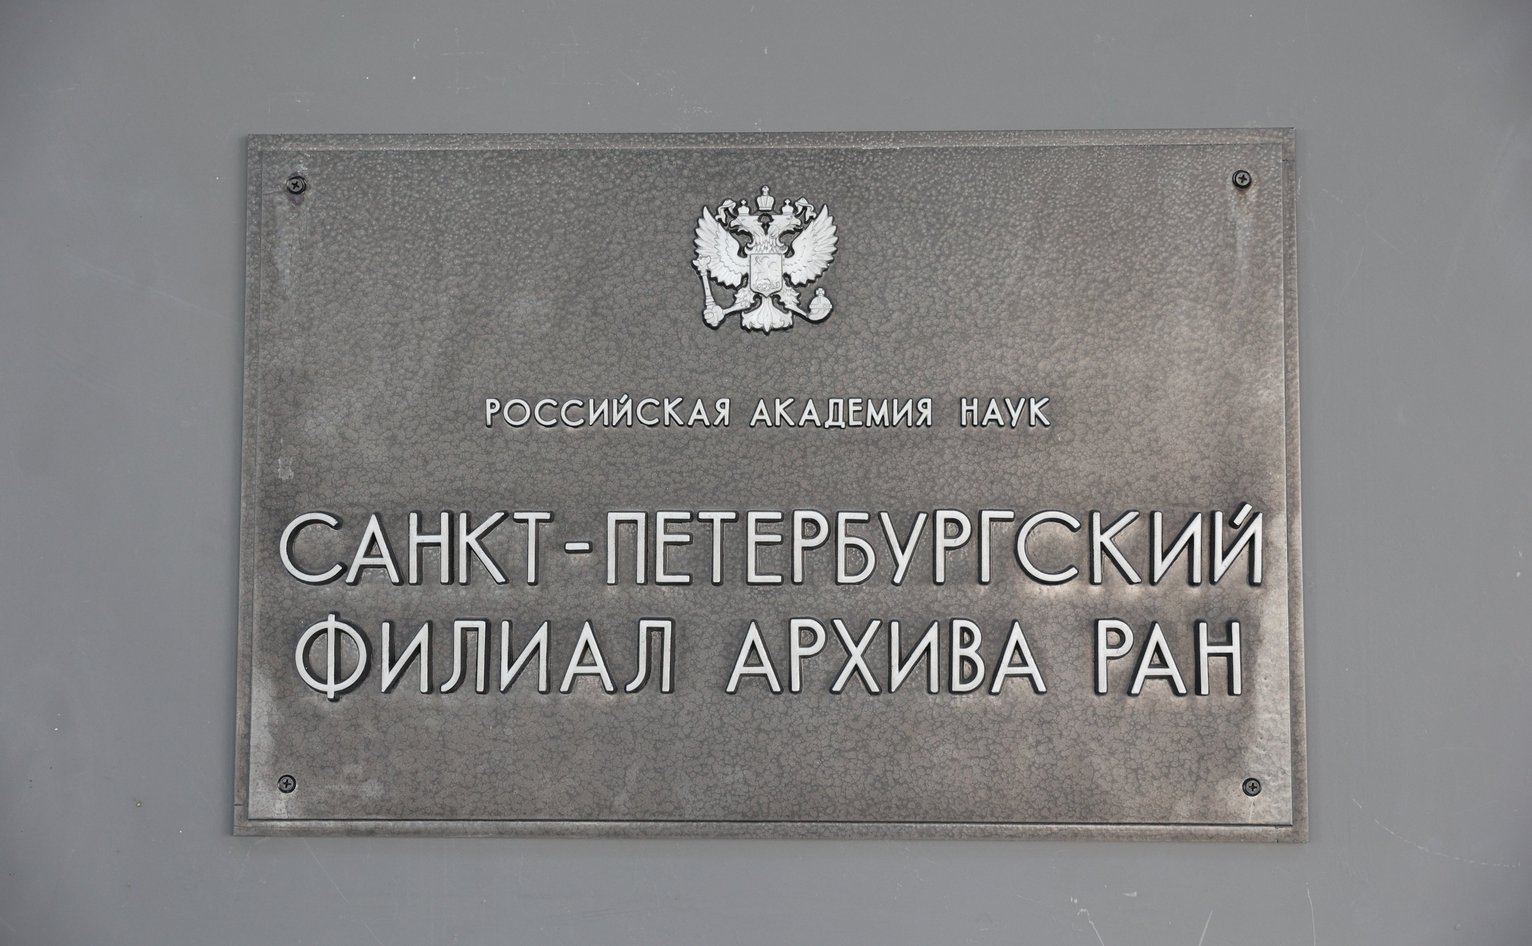 РОССИЙСКАЯ АКАДЕМИЯ НАУК
САНКТ-ПЕТЕРБУРГСКИЙ
ФИЛИАЛ АРХИВА РАН